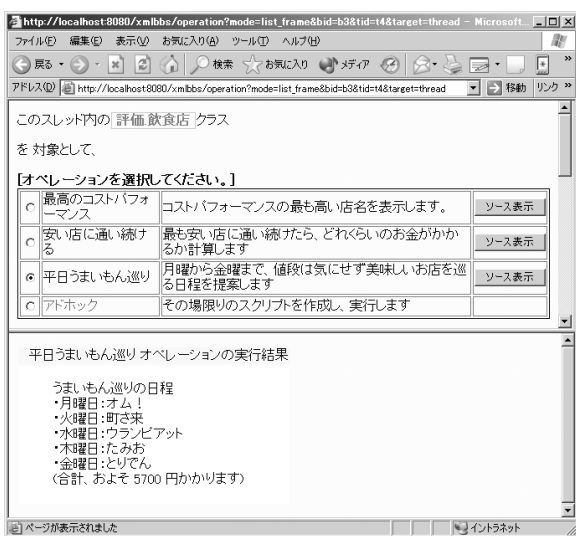 http://localhost:8080/xmlbbs/operation?mode=list_frame&bid=b3&tid=t4&target=thread - Microsoft...
ファイル(F) 編集(E) 表示(V) お気に入り(A) ツール(T) ヘルプ(H)
戻る 検索 お気に入り メディア
アドレス(D) http://localhost:8080/xmlbbs/operation?mode=list_frame&bid=b3&tid=t4&target=thread 移動 リンク »
このスレッド内の 評価飲食店 クラス
を 対象として、
[オペレーションを選択してください。]
最高のコストパフォーマンス コストパフォーマンスの最も高い店名を表示します。 ソース表示
安い店に通い続ける 最も安い店に通い続けたら、どれくらいのお金がかかるか計算します ソース表示
平日うまいもん巡り 月曜から金曜まで、値段は気にせず美味しいお店を巡る日程を提案します ソース表示
アドホック その場限りのスクリプトを作成し、実行します
平日うまいもん巡り オペレーションの実行結果
うまいもん巡りの日程
・月曜日:オム!
・火曜日:町さ来
・水曜日:ウランビアット
・木曜日:たみお
・金曜日:とりでん
(合計、およそ 5700 円かかります)
ページが表示されました イントラネット